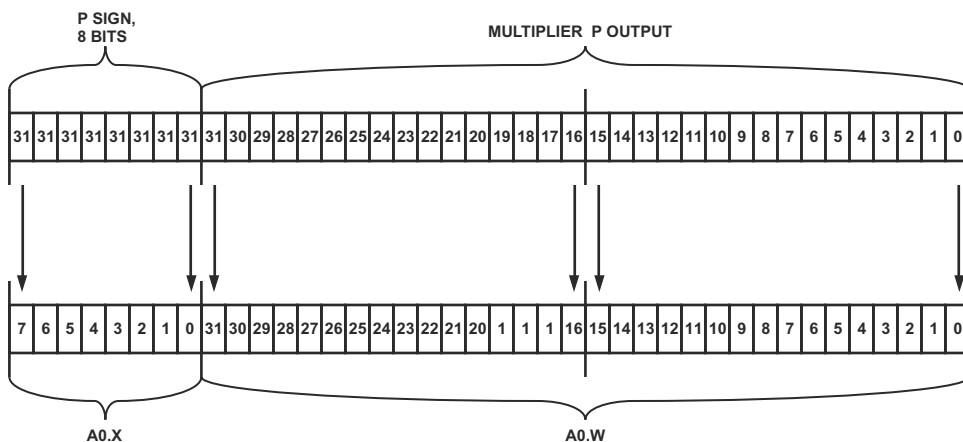 P SIGN,
8 BITS
MULTIPLIER P OUTPUT
31 31 31 31 31 31 31 31 31 30 29 28 27 26 25 24 23 22 21 20 19 18 17 16 15 14 13 12 11 10 9 8 7 6 5 4 3 2 1 0
7 6 5 4 3 2 1 0 31 30 29 28 27 26 25 24 23 22 21 20 1 1 1 16 15 14 13 12 11 10 9 8 7 6 5 4 3 2 1 0
A0.X
A0.W